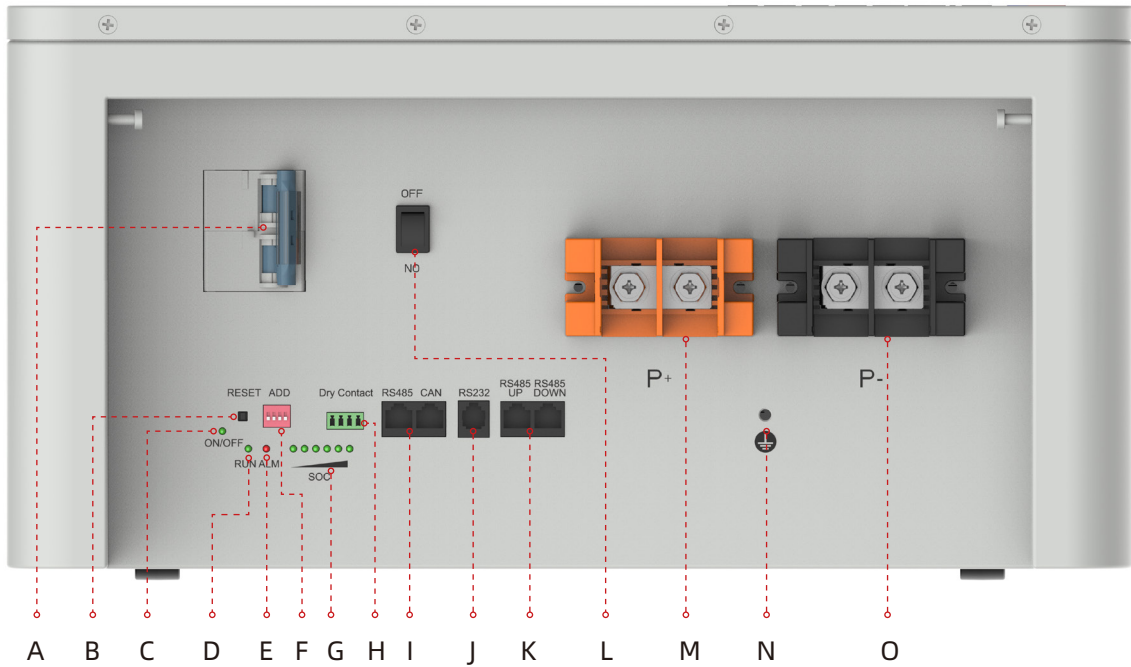 OFF
NO
P+
P-
RESET ADD Dry Contact RS485 CAN RS232 RS485 UP RS485 DOWN
ON/OFF
RUN ALM
SOC
A B C D E F G H I J K L M N O